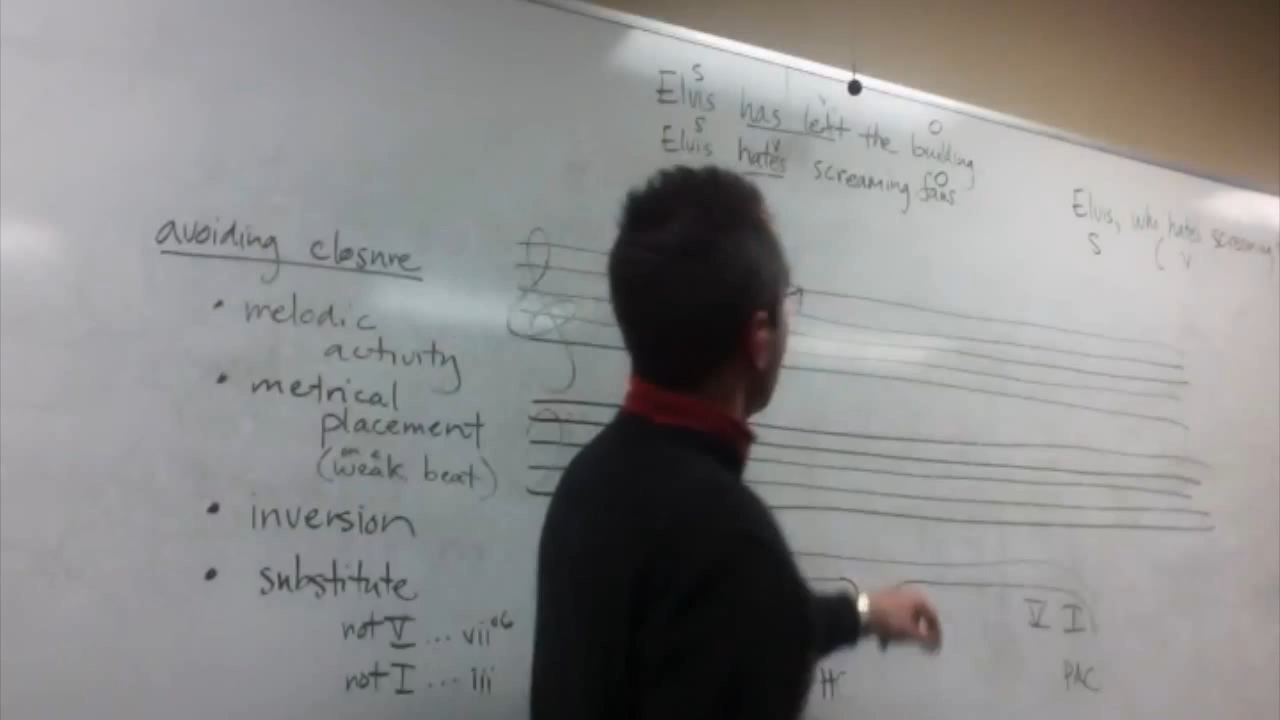 S
Elvis has left the building
V O
S
Elvis hates screaming fans
V O
Elvis, who hates screaming
S ( V
avoiding closure
• melodic
activity
• metrical
placement
(weak beat)
on a
• inversion
• substitute
not V ... vii°6
not I ... iii
V I
PAC